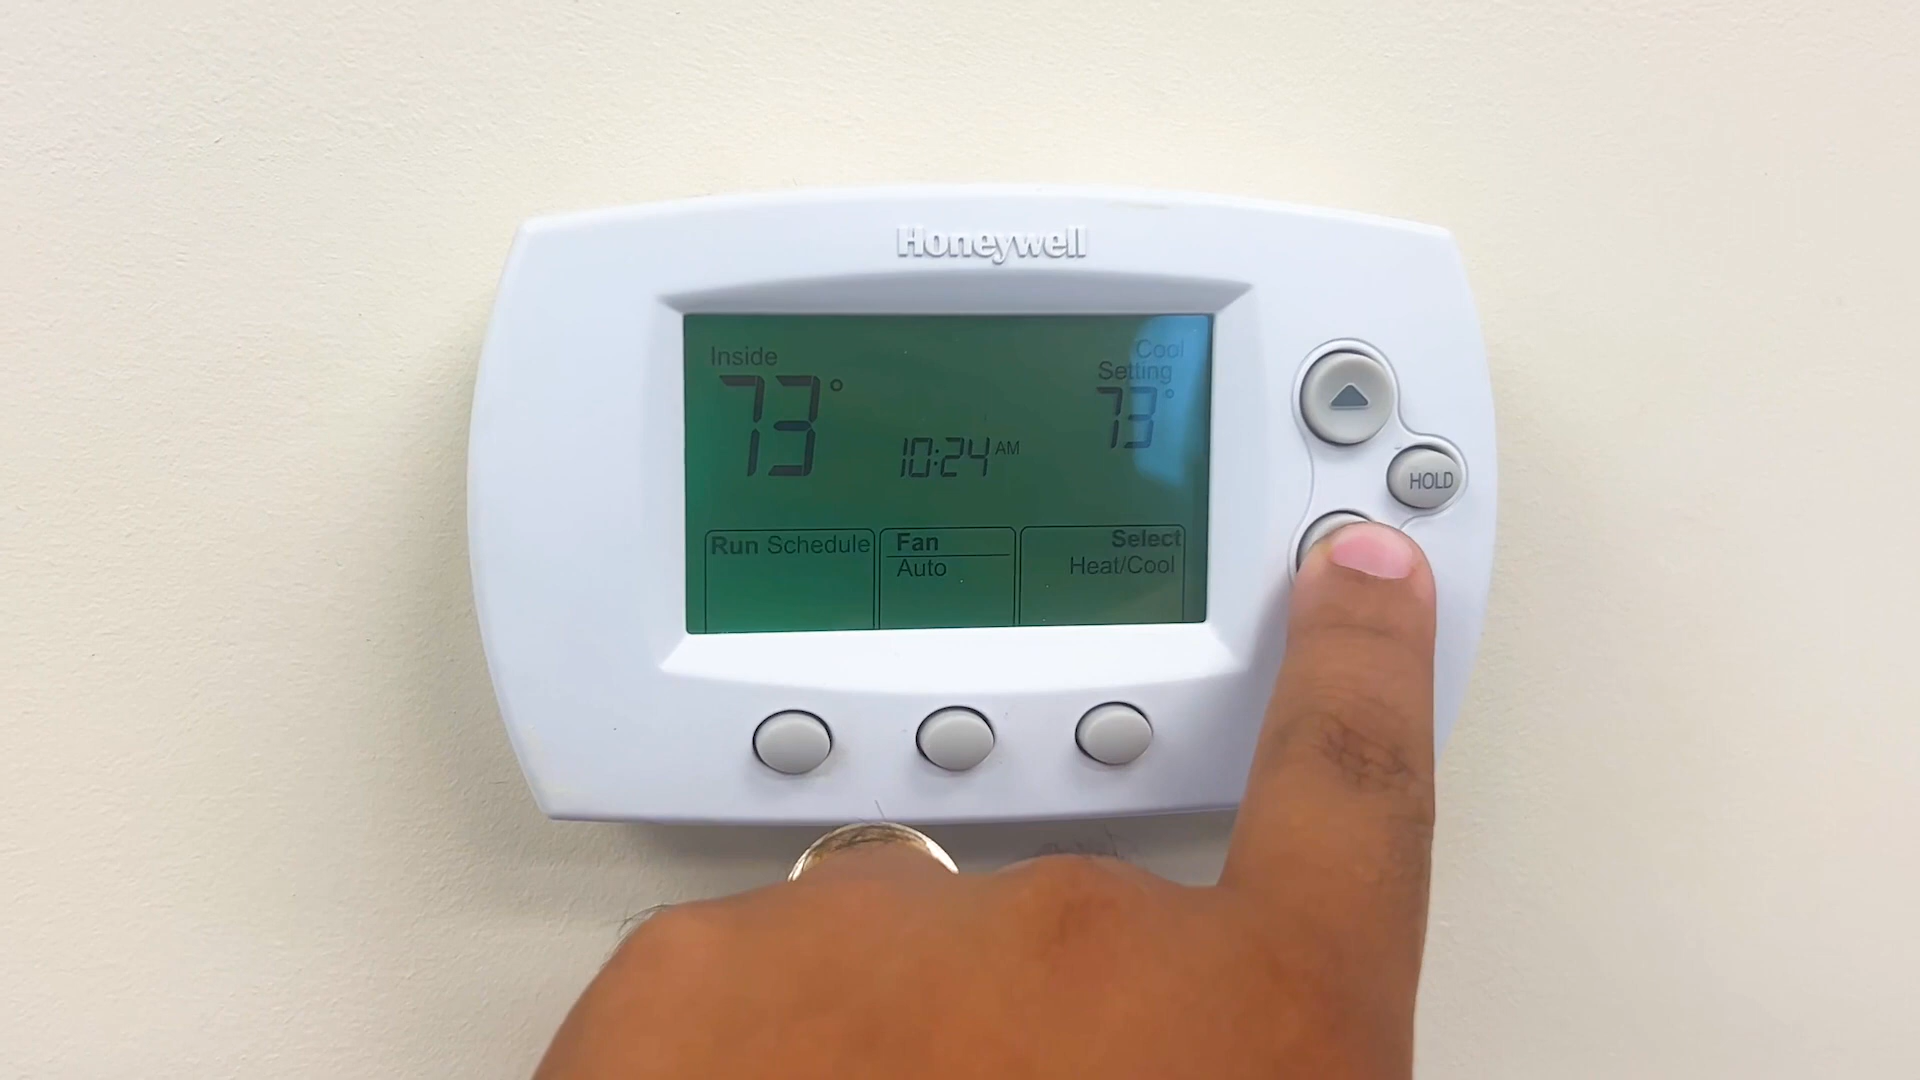 Honeywell
Inside
73°
10:24 AM
Cool
Setting
73°
Run Schedule
Fan
Auto
Select
Heat/Cool
HOLD